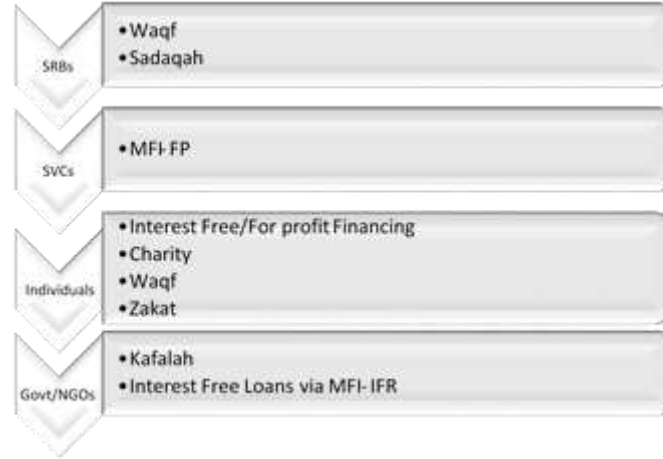 SRBs
•Waqf
•Sadaqah
SVCs
•MFI-FP
Individuals
•Interest Free/For profit Financing
•Charity
•Waqf
•Zakat
Govt/NGOs
•Kafalah
•Interest Free Loans via MFI-IFR